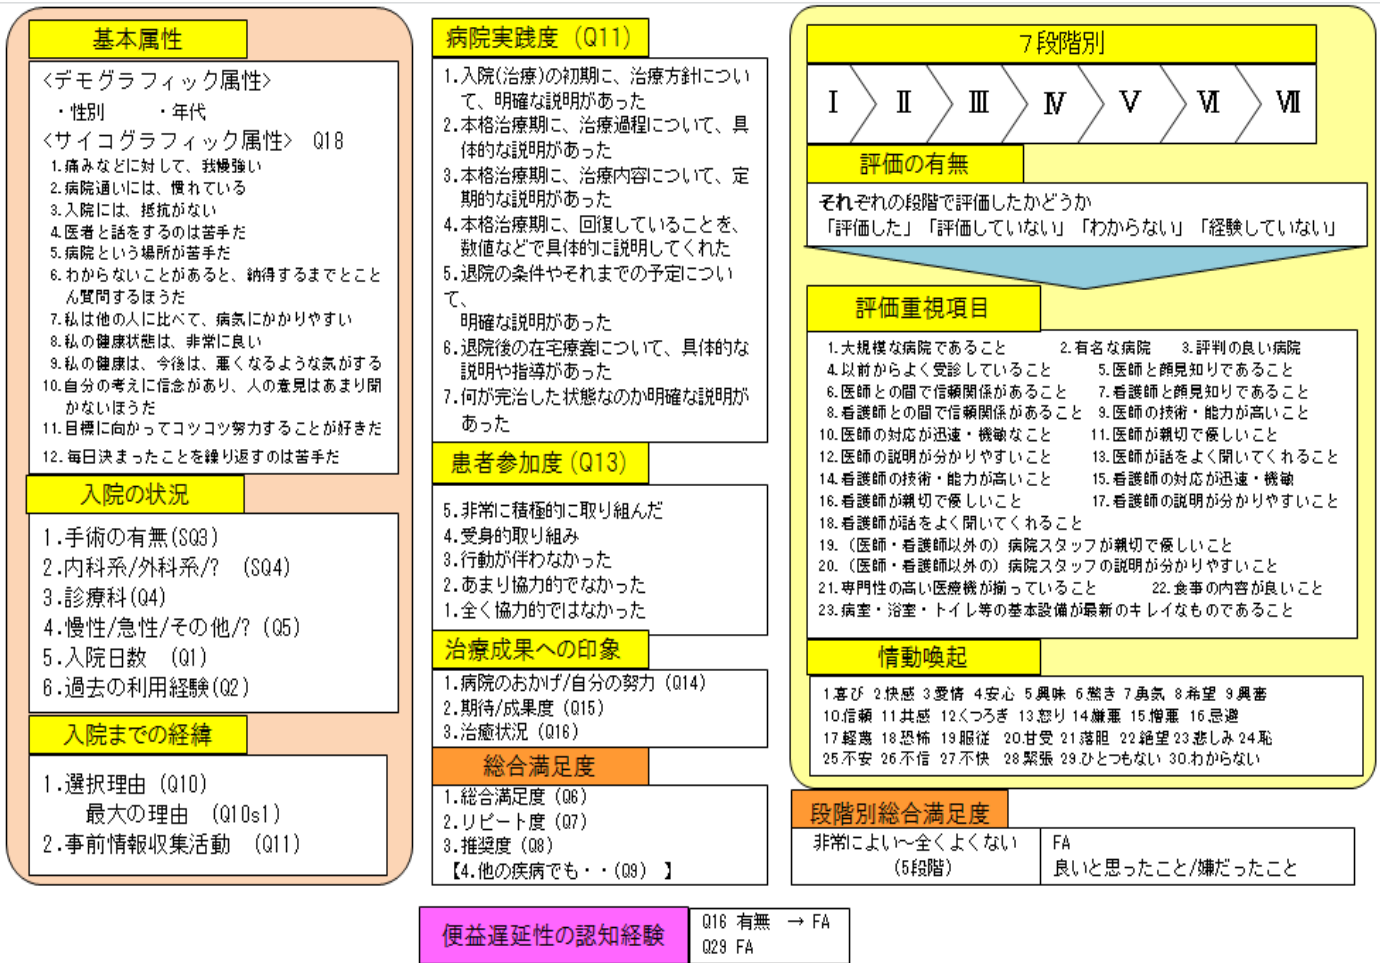 基本属性
<デモグラフィック属性>
・性別　・年代
<サイコグラフィック属性>　Q18
1.痛みなどに対して、我慢強い
2.病院通いには、慣れている
3.入院には、抵抗がない
4.医者と話をするのは苦手だ
5.病院という場所が苦手だ
6.わからないことがあると、納得するまでとこと
ん質問するほうだ
7.私は他の人に比べて、病気にかかりやすい
8.私の健康状態は、非常に良い
9.私の健康は、今後は、悪くなるような気がする
10.自分の考えに信念があり、人の意見はあまり聞
かないほうだ
11.目標に向かってコツコツ努力することが好きだ
12.毎日決まったことを繰り返すのは苦手だ
入院の状況
1.手術の有無(SQ3)
2.内科系/外科系/?　(SQ4)
3.診療科(Q4)
4.慢性/急性/その他/?(Q5)
5.入院日数　(Q1)
6.過去の利用経験(Q2)
入院までの経緯
1.選択理由(Q10)
最大の理由　(Q10s1)
2.事前情報収集活動　(Q11)
病院実践度 (Q11)
1.入院(治療)の初期に、治療方針につい
て、明確な説明があった
2.本格治療期に、治療過程について、具
体的な説明があった
3.本格治療期に、治療内容について、定
期的な説明があった
4.本格治療期に、回復していることを、
数値などで具体的に説明してくれた
5.退院の条件やそれまでの予定につい
て、
明確な説明があった
6.退院後の在宅療養について、具体的な
説明や指導があった
7.何が完治した状態なのか明確な説明が
あった
患者参加度(Q13)
5.非常に積極的に取り組んだ
4.受身的取り組み
3.行動が伴わなかった
2.あまり協力的でなかった
1.全く協力的ではなかった
治療成果への印象
1.病院のおかげ/自分の努力(Q14)
2.期待/成果度(Q15)
3.治癒状況(Q16)
総合満足度
1.総合満足度(Q6)
2.リピート度(Q7)
3.推奨度(Q8)
【4.他の疾病でも・・(Q9)　】
7段階別
Ⅰ Ⅱ Ⅲ Ⅳ Ⅴ Ⅵ Ⅶ
評価の有無
それぞれの段階で評価したかどうか
「評価した」「評価していない」「わからない」「経験していない」
評価重視項目
1.大規模な病院であること　2.有名な病院　3.評判の良い病院
4.以前からよく受診していること　5.医師と顔見知りであること
6.医師との間で信頼関係があること　7.看護師と顔見知りであること
8.看護師との間で信頼関係があること　9.医師の技術・能力が高いこと
10.医師の対応が迅速・機敏なこと　11.医師が親切で優しいこと
12.医師の説明が分かりやすいこと　13.医師が話をよく聞いてくれること
14.看護師の技術・能力が高いこと　15.看護師の対応が迅速・機敏
16.看護師が親切で優しいこと　17.看護師の説明が分かりやすいこと
18.看護師が話をよく聞いてくれること
19.（医師・看護師以外の）病院スタッフが親切で優しいこと
20.（医師・看護師以外の）病院スタッフの説明が分かりやすいこと
21.専門性の高い医療機が揃っていること　22.食事の内容が良いこと
23.病室・浴室・トイレ等の基本設備が最新のキレイなものであること
情動喚起
1喜び 2快感 3愛情 4安心 5興味 6驚き 7勇気 8希望 9興奮
10信頼 11共感 12くつろぎ 13怒り 14嫌悪 15憎悪 16忌避
17軽蔑 18恐怖 19服従 20甘受 21落胆 22絶望 23悲しみ 24恥
25不安 26不信 27不快 28緊張 29ひとつもない 30.わからない
段階別総合満足度
非常によい～全くよくない
(5段階)
FA
良いと思ったこと/嫌だったこと
便益遅延性の認知経験
Q16 有無 → FA
Q29 FA